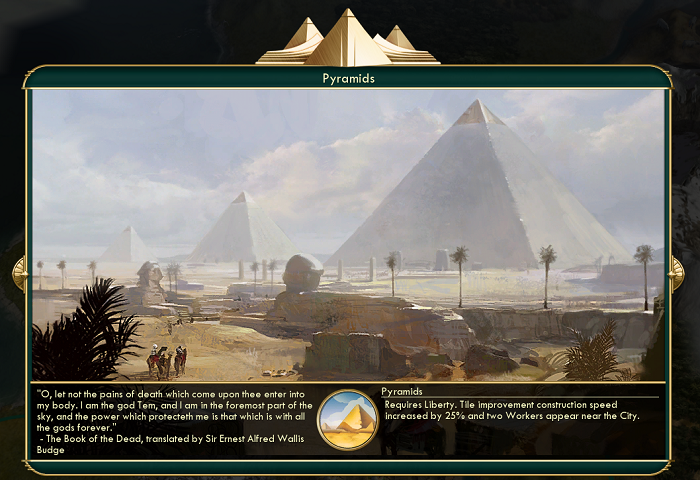 Pyramids
"O, let not the pains of death which come upon thee enter into
my body. I am the god Tem, and I am in the foremost part of the
sky, and the power which protecteth me is that which is with all
the gods forever."
- The Book of the Dead, translated by Sir Ernest Alfred Wallis
Budge
Pyramids
Requires Liberty. Tile improvement construction speed
increased by 25% and two Workers appear near the City.